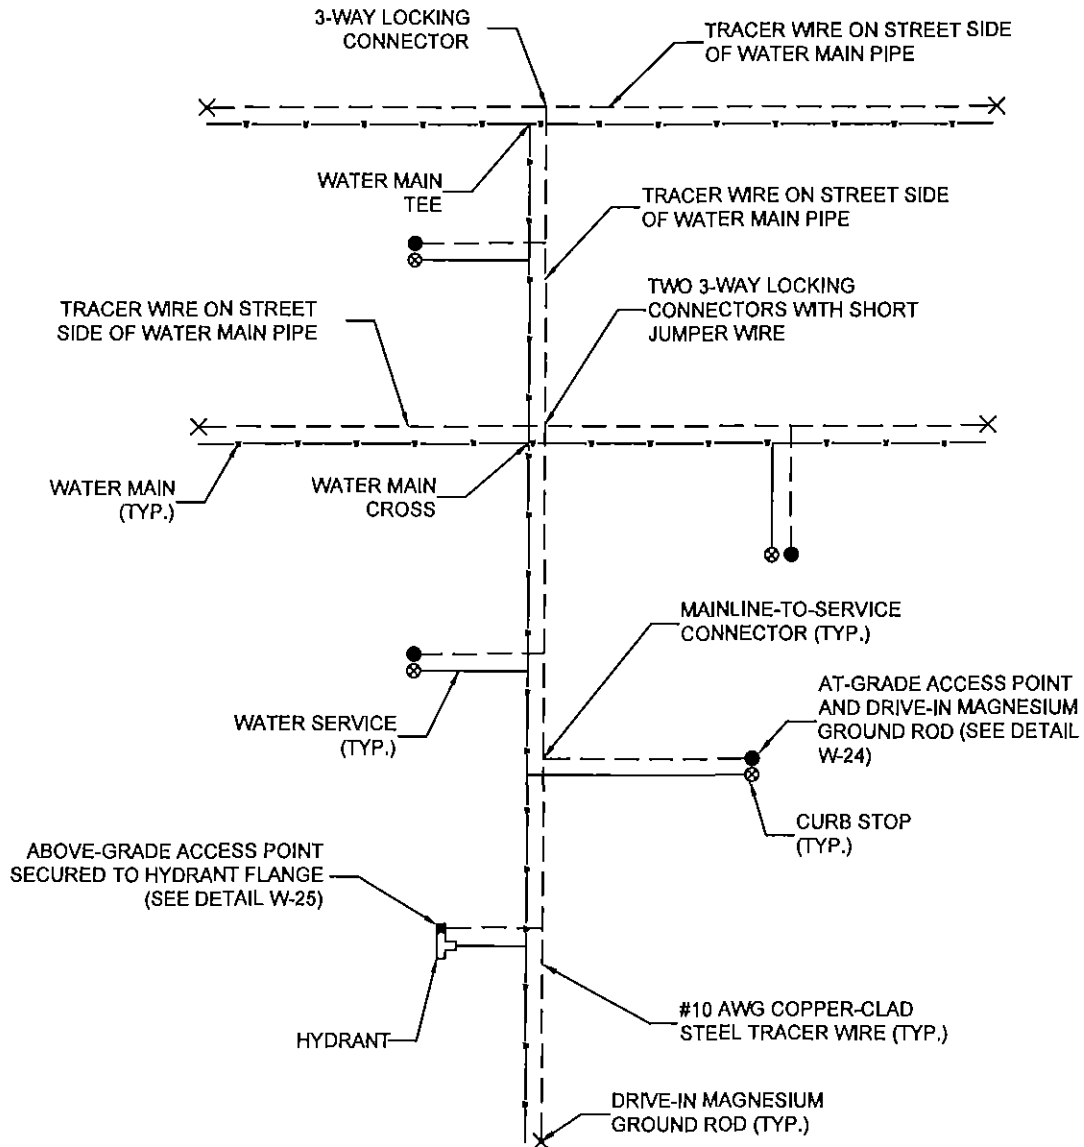 3-WAY LOCKING
CONNECTOR
TRACER WIRE ON STREET SIDE
OF WATER MAIN PIPE
WATER MAIN
TEE
TRACER WIRE ON STREET SIDE
OF WATER MAIN PIPE
TRACER WIRE ON STREET
SIDE OF WATER MAIN PIPE
TWO 3-WAY LOCKING
CONNECTORS WITH SHORT
JUMPER WIRE
WATER MAIN
(TYP.)
WATER MAIN
CROSS
MAINLINE-TO-SERVICE
CONNECTOR (TYP.)
WATER SERVICE
(TYP.)
AT-GRADE ACCESS POINT
AND DRIVE-IN MAGNESIUM
GROUND ROD (SEE DETAIL
W-24)
CURB STOP
(TYP.)
ABOVE-GRADE ACCESS POINT
SECURED TO HYDRANT FLANGE
(SEE DETAIL W-25)
HYDRANT
#10 AWG COPPER-CLAD
STEEL TRACER WIRE (TYP.)
DRIVE-IN MAGNESIUM
GROUND ROD (TYP.)